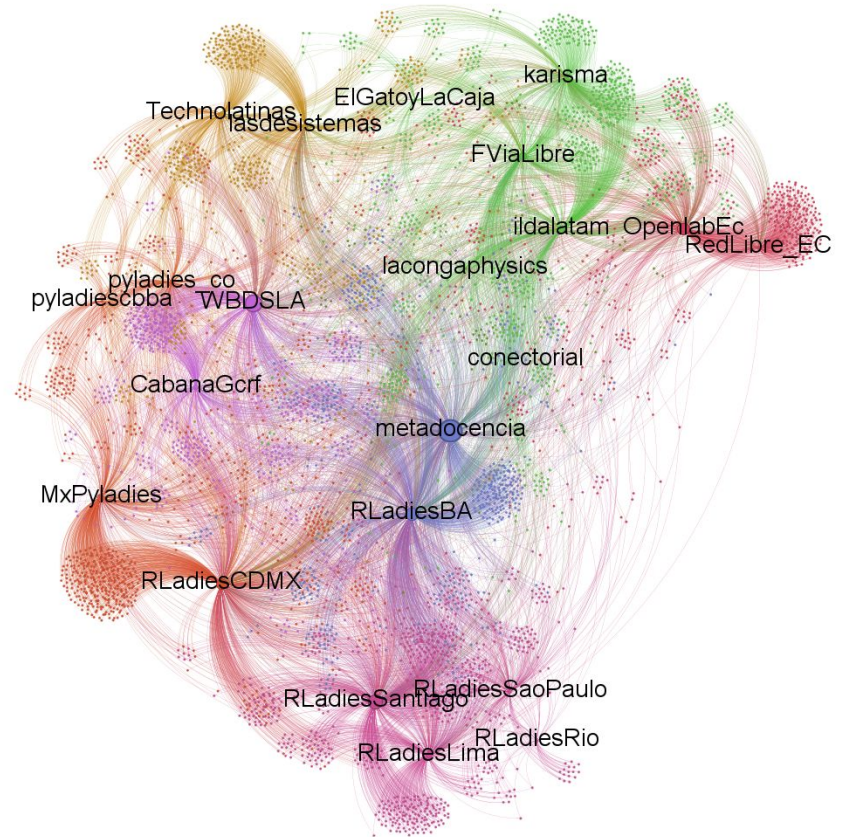 karisma
ElGatoyLaCaja
Technolatinas
lasdesistemas
FViaLibre
ildalatam
OpenlabEc
RedLibre_EC
lacongaphysics
pyladies_co
pyladiescbba
WBDSLA
conectorial
CabanaGcrf
metadocencia
MxPyladies
RLadiesBA
RLadiesCDMX
RLadiesSantiago
RLadiesSaoPaulo
RLadiesRio
RLadiesLima